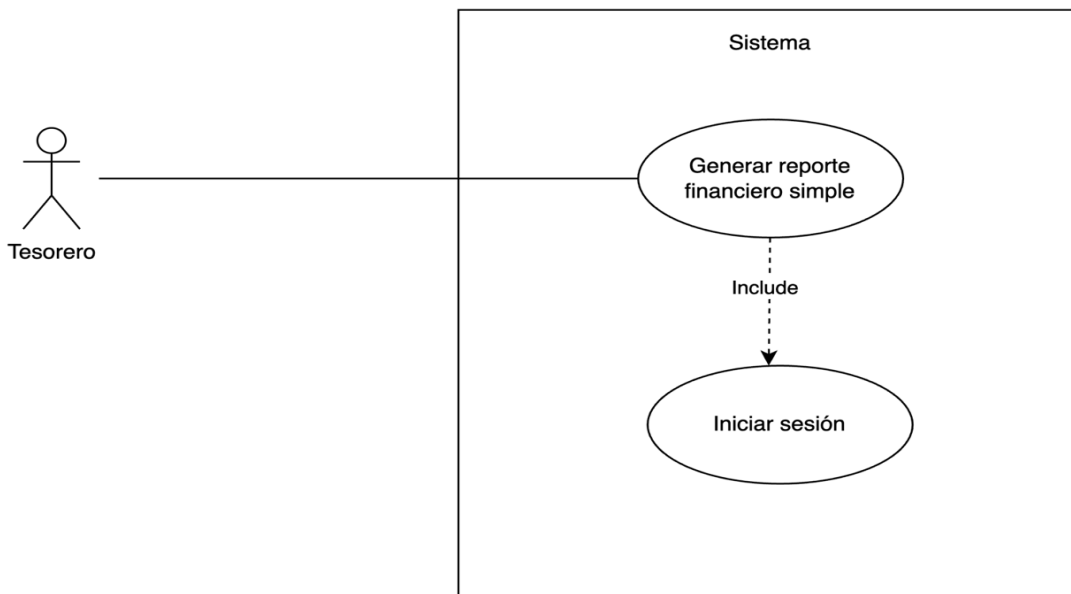 Sistema
Generar reporte
financiero simple
Tesorero
Include
Iniciar sesión